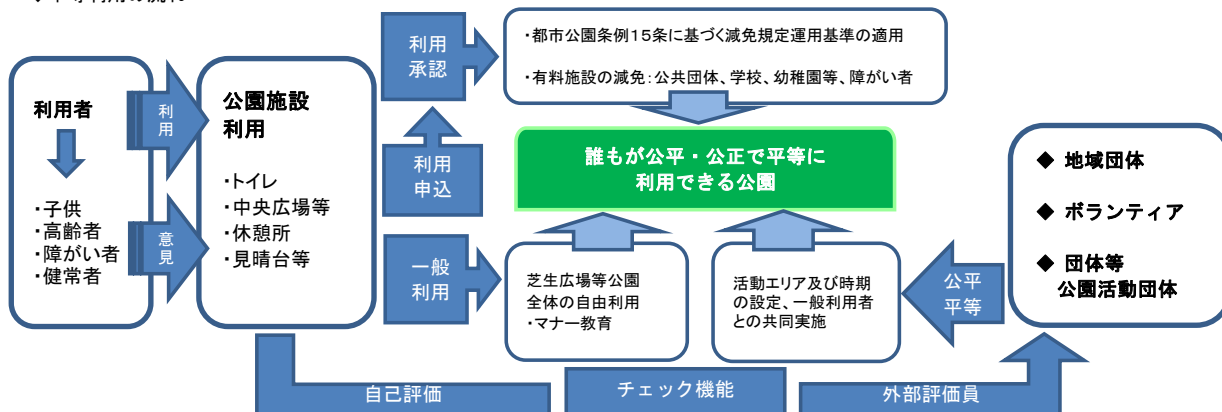 利用者
・子供
・高齢者
・障がい者
・健常者
利用
意見
公園施設
利用
・トイレ
・中央広場等
・休憩所
・見晴台等
利用
承認
利用
申込
一般
利用
・都市公園条例15条に基づく減免規定運用基準の適用
・有料施設の減免:公共団体、学校、幼稚園等、障がい者
誰もが公平・公正で平等に
利用できる公園
芝生広場等公園
全体の自由利用
・マナー教育
活動エリア及び時期
の設定、一般利用者
との共同実施
公平
平等
◆ 地域団体
◆ ボランティア
◆ 団体等
公園活動団体
自己評価
チェック機能
外部評価員